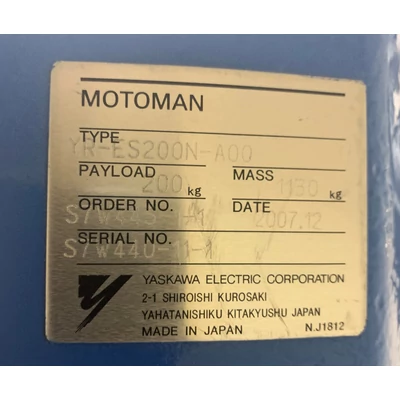 MOTOMAN
TYPE
YR-ES200N-A00
PAYLOAD MASS
200 kg 1130 kg
ORDER NO. DATE
2007.12
SERIAL NO.
YASKAWA ELECTRIC CORPORATION
2-1 SHIROISHI KUROSAKI
YAHATANISHIKU KITAKYUSHU JAPAN
MADE IN JAPAN N.J1812